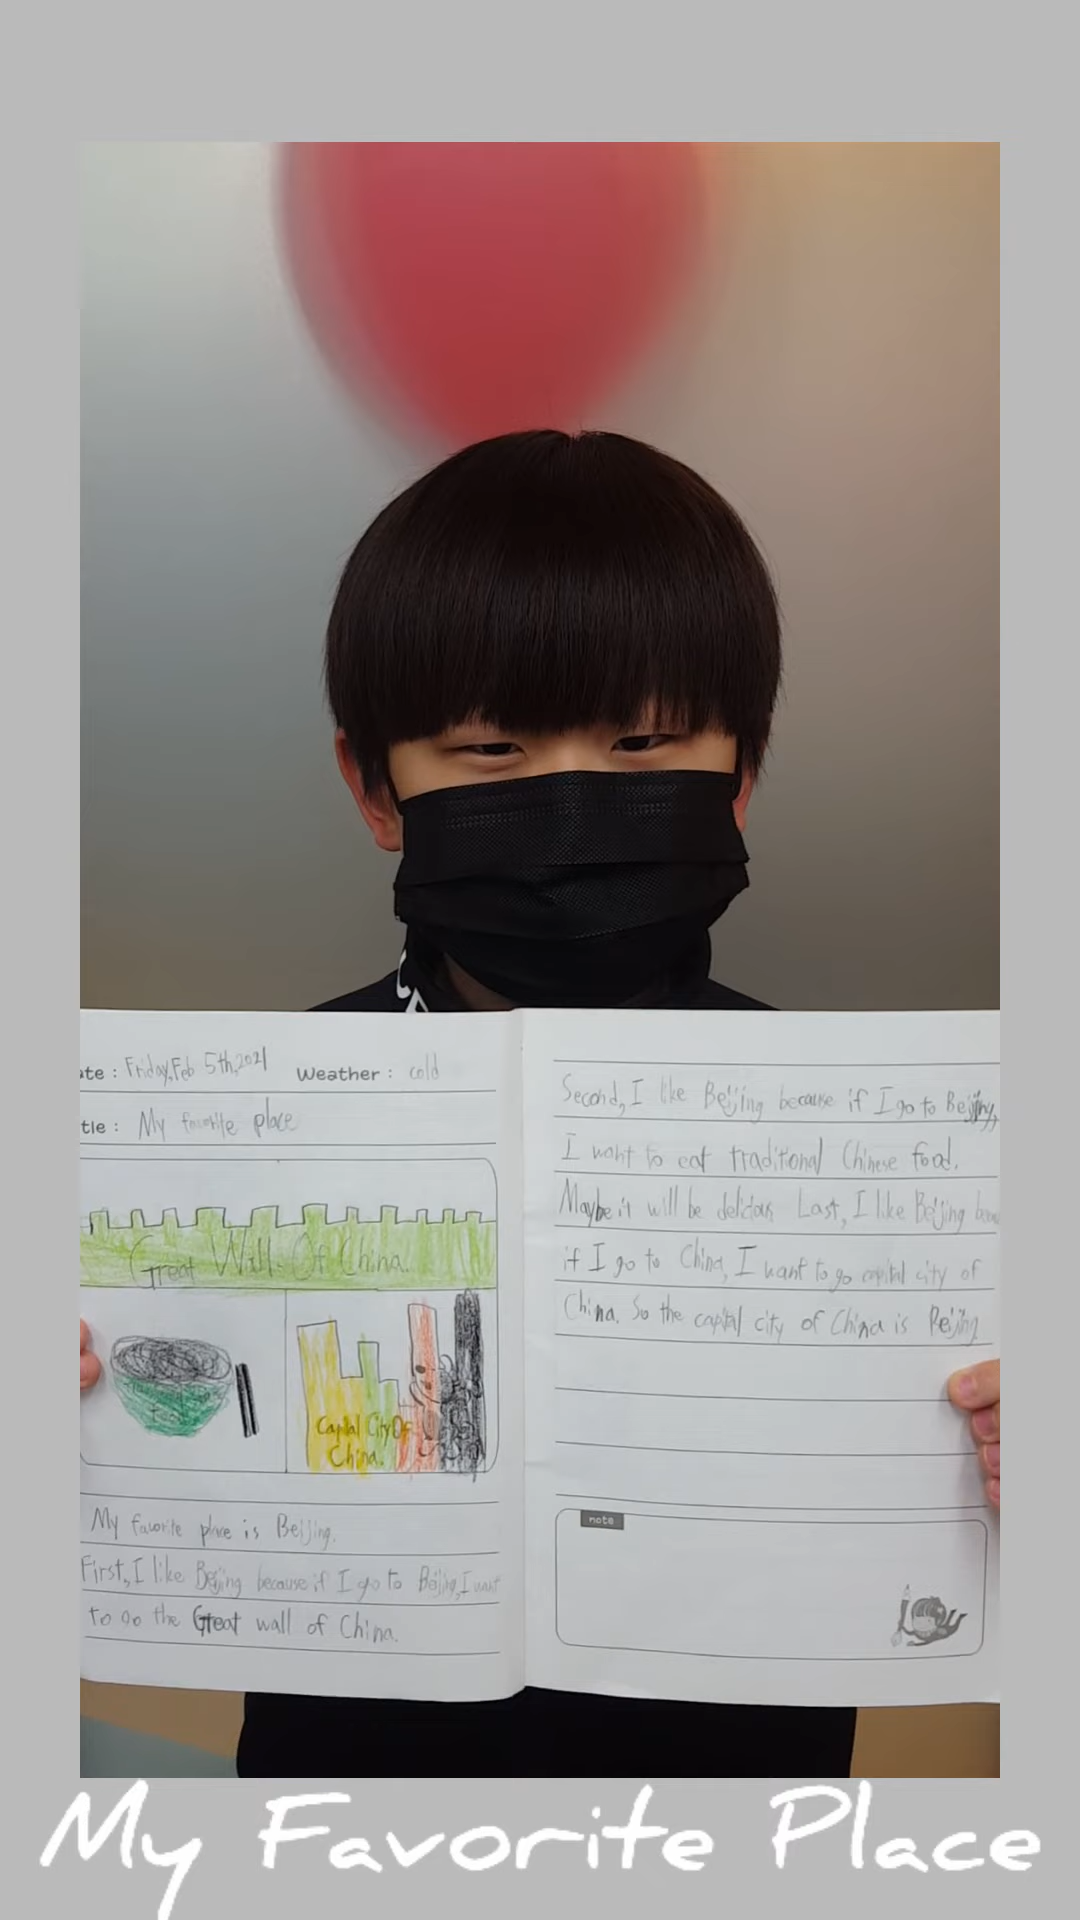 ate : Friday, Feb 5th, 2021 Weather : cold
tle : My favorite place
Great Wall Of China.
Capital City Of
China.
My favorite place is Beijing.
First, I like Beijing because if I go to Beijing, I want
to go the Great wall of China.
Second, I like Beijing because if I go to Beijing,
I want to eat traditional Chinese food.
Maybe it will be delicious. Last, I like Beijing becau
if I go to China, I want to go capital city of
China. So the capital city of China is Beijing
note
My Favorite Place